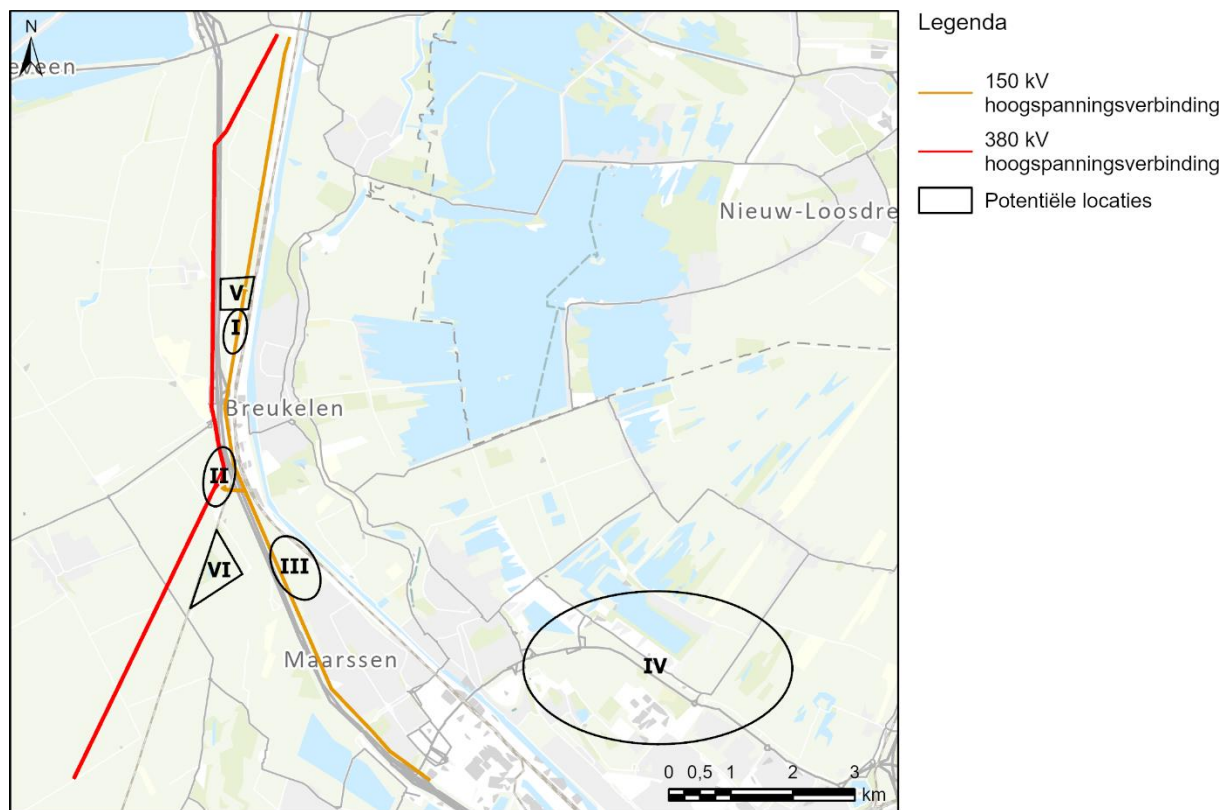 N
eveen
Nieuw-Loosdre
V
I
Breukelen
II
VI
III
Maarssen
IV
0 0,5 1 2 3
km
Legenda
150 kV
hoogspanningsverbinding
380 kV
hoogspanningsverbinding
Potentiële locaties